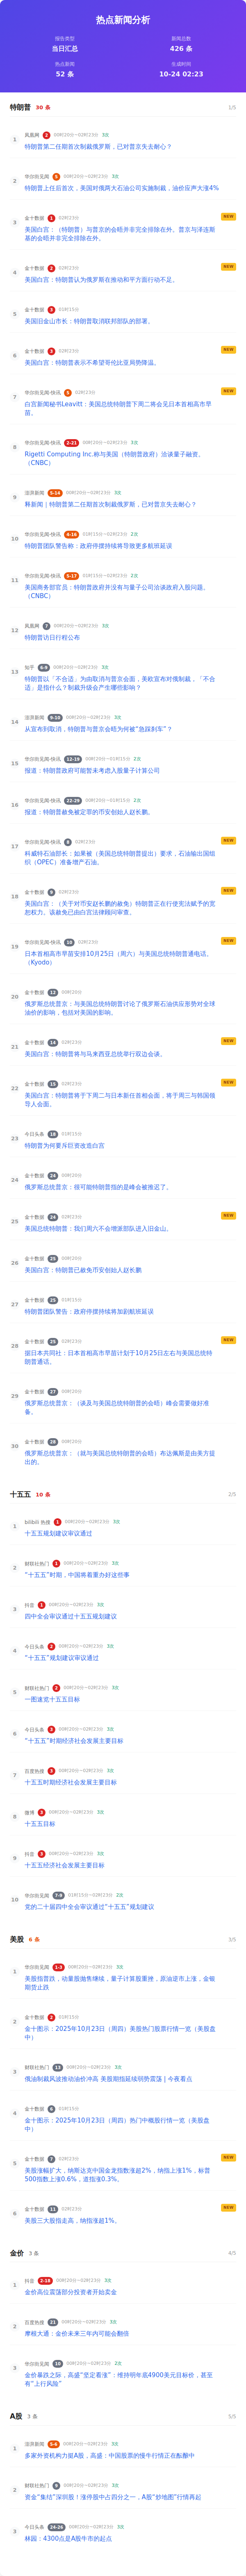 热点新闻分析
报告类型
新闻总数
当日汇总
426 条
热点新闻
生成时间
52 条
10-24 02:23
特朗普 30 条 1/5
1
凤凰网 2 00时20分~02时23分 3次
特朗普第二任期首次制裁俄罗斯，已对普京失去耐心？
2
华尔街见闻 3 00时20分~02时23分 3次
特朗普上任后首次，美国对俄两大石油公司实施制裁，油价应声大涨4%
NEW
3
金十数据 1 02时23分
美国白宫：（特朗普）与普京的会晤并非完全排除在外。普京与泽连斯
基的会晤并非完全排除在外。
NEW
4
金十数据 2 02时23分
美国白宫：特朗普认为俄罗斯在推动和平方面行动不足。
5
金十数据 3 01时15分
美国旧金山市长：特朗普取消联邦部队的部署。
NEW
6
金十数据 3 02时23分
美国白宫：特朗普表示不希望哥伦比亚局势降温。
NEW
7
华尔街见闻-快讯 4 02时23分
白宫新闻秘书Leavitt：美国总统特朗普下周二将会见日本首相高市早
苗。
8
华尔街见闻-快讯 2-21 00时20分~02时23分 3次
Rigetti Computing Inc.称与美国（特朗普政府）洽谈量子融资。
（CNBC）
9
澎湃新闻 5-14 00时20分~02时23分 3次
释新闻｜特朗普第二任期首次制裁俄罗斯，已对普京失去耐心？
10
华尔街见闻-快讯 4-16 01时15分~02时23分 2次
特朗普团队警告称：政府停摆持续将导致更多航班延误
11
华尔街见闻-快讯 5-17 01时15分~02时23分 2次
美国商务部官员：特朗普政府并没有与量子公司洽谈政府入股问题。
（CNBC）
12
凤凰网 7 00时20分~02时23分 3次
特朗普访日行程公布
13
知乎 6-9 00时20分~02时23分 3次
特朗普以「不合适」为由取消与普京会面，美欧宣布对俄制裁，「不合
适」是指什么？制裁升级会产生哪些影响？
14
澎湃新闻 9-10 00时20分~02时23分 3次
从宣布到取消，特朗普与普京会晤为何被“急踩刹车”？
15
华尔街见闻-快讯 12-19 00时20分~01时15分 2次
报道：特朗普政府可能暂未考虑入股量子计算公司
16
华尔街见闻-快讯 22-29 00时20分~01时15分 2次
报道：特朗普赦免被定罪的币安创始人赵长鹏。
NEW
17
华尔街见闻-快讯 8 02时23分
科威特石油部长：如果被（美国总统特朗普提出）要求，石油输出国组
织（OPEC）准备增产石油。
NEW
18
金十数据 9 02时23分
美国白宫：（关于对币安赵长鹏的赦免）特朗普正在行使宪法赋予的宽
恕权力。该赦免已由白宫法律顾问审查。
NEW
19
华尔街见闻-快讯 10 02时23分
日本首相高市早苗安排10月25日（周六）与美国总统特朗普通电话。
（Kyodo）
20
金十数据 12 00时20分
俄罗斯总统普京：与美国总统特朗普讨论了俄罗斯石油供应形势对全球
油价的影响，包括对美国的影响。
NEW
21
金十数据 14 02时23分
美国白宫：特朗普将与马来西亚总统举行双边会谈。
NEW
22
金十数据 15 02时23分
美国白宫：特朗普将于下周二与日本新任首相会面，将于周三与韩国领
导人会面。
23
今日头条 18 01时15分
特朗普为何要斥巨资改造白宫
24
金十数据 24 00时20分
俄罗斯总统普京：很可能特朗普指的是峰会被推迟了。
NEW
25
金十数据 24 02时23分
美国总统特朗普：我们周六不会增派部队进入旧金山。
26
金十数据 25 00时20分
美国白宫：特朗普已赦免币安创始人赵长鹏
27
金十数据 25 01时15分
特朗普团队警告：政府停摆持续将加剧航班延误
NEW
28
金十数据 25 02时23分
据日本共同社：日本首相高市早苗计划于10月25日左右与美国总统特
朗普通话。
29
金十数据 27 00时20分
俄罗斯总统普京：（谈及与美国总统特朗普的会晤）峰会需要做好准
备。
30
金十数据 28 00时20分
俄罗斯总统普京：（就与美国总统特朗普的会晤）布达佩斯是由美方提
出的。
十五五 10 条 2/5
1
bilibili 热搜 1 00时20分~02时23分 3次
十五五规划建议审议通过
2
财联社热门 1 00时20分~02时23分 3次
“十五五”时期，中国将着重办好这些事
3
抖音 1 00时20分~02时23分 3次
四中全会审议通过十五五规划建议
4
今日头条 2 00时20分~02时23分 3次
“十五五”规划建议审议通过
5
财联社热门 2 00时20分~02时23分 3次
一图速览十五五目标
6
今日头条 3 00时20分~02时23分 3次
“十五五”时期经济社会发展主要目标
7
百度热搜 3 00时20分~02时23分 3次
十五五时期经济社会发展主要目标
8
微博 3 00时20分~02时23分 3次
十五五目标
9
抖音 3 00时20分~02时23分 3次
十五五经济社会发展主要目标
10
华尔街见闻 7-9 01时15分~02时23分 2次
党的二十届四中全会审议通过“十五五”规划建议
美股 6 条 3/5
1
华尔街见闻 1-2 00时20分~02时23分 3次
美股指普跌，动量股抛售继续，量子计算股重挫，原油逆市上涨，金银
期货止跌
2
金十数据 2 01时15分
金十图示：2025年10月23日（周四）美股热门股票行情一览（美股盘
中）
3
财联社热门 13 00时20分~02时23分 3次
俄油制裁风波推动油价冲高 美股期指延续弱势震荡 | 今夜看点
4
金十数据 6 01时15分
金十图示：2025年10月23日（周四）热门中概股行情一览（美股盘
中）
NEW
5
金十数据 7 02时23分
美股涨幅扩大，纳斯达克中国金龙指数涨超2%，纳指上涨1%，标普
500指数上涨0.6%，道指涨0.3%。
NEW
6
金十数据 11 02时23分
美股三大股指走高，纳指涨超1%。
金价 3 条 4/5
1
抖音 2-18 00时20分~02时23分 3次
金价高位震荡部分投资者开始卖金
2
百度热搜 21 00时20分~02时23分 3次
摩根大通：金价未来三年内可能会翻倍
3
华尔街见闻 10 00时20分~02时23分 2次
金价暴跌之际，高盛“坚定看涨”：维持明年底4900美元目标价，甚至
有“上行风险”
A股 3 条 5/5
1
澎湃新闻 5-6 00时20分~02时23分 3次
多家外资机构力挺A股，高盛：中国股票的慢牛行情正在酝酿中
2
财联社热门 9 00时20分~02时23分 3次
资金“集结”深圳股！涨停股中占四分之一，A股“炒地图”行情再起
3
今日头条 24-26 00时20分~02时23分 3次
林园：4300点是A股牛市的起点